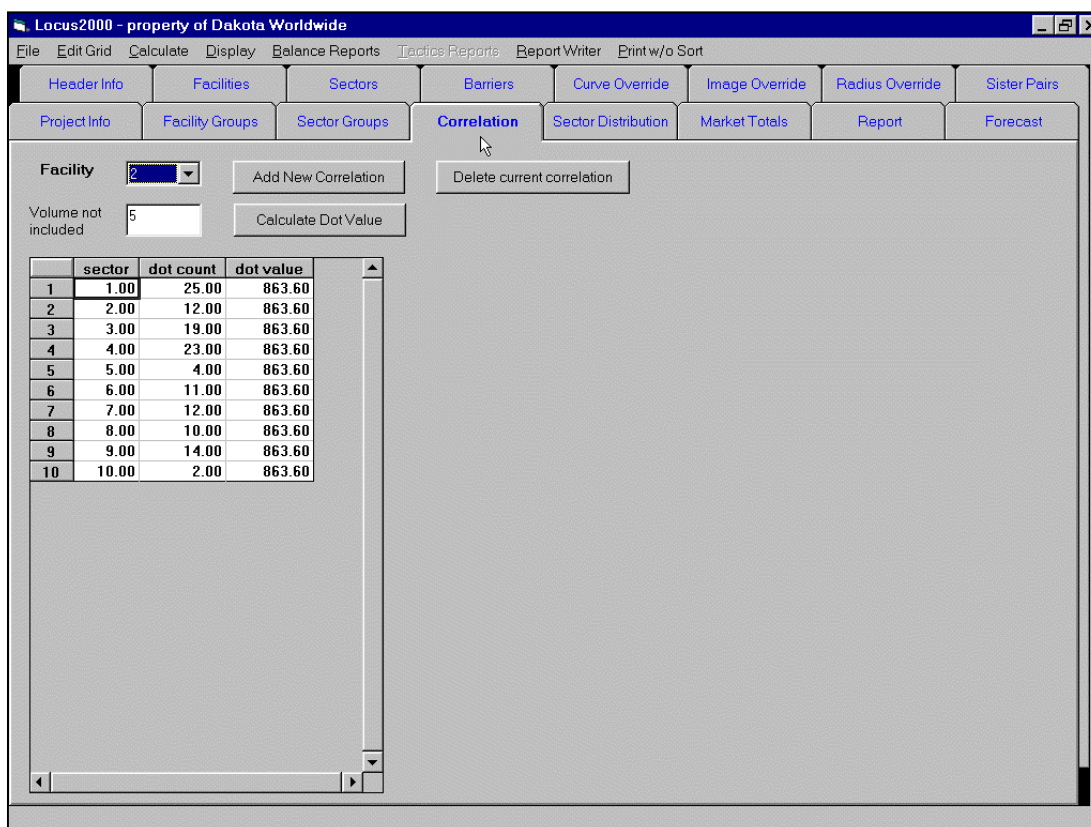 Locus2000 - property of Dakota Worldwide
File Edit Grid Calculate Display Balance Reports Tactics Reports Report Writer Print w/o Sort
Header Info Facilities Sectors Barriers Curve Override Image Override Radius Override Sister Pairs
Project Info Facility Groups Sector Groups Correlation Sector Distribution Market Totals Report Forecast
Facility 2 Add New Correlation Delete current correlation
Volume not
included 5 Calculate Dot Value
sector dot count dot value
1 1.00 25.00 863.60
2 2.00 12.00 863.60
3 3.00 19.00 863.60
4 4.00 23.00 863.60
5 5.00 4.00 863.60
6 6.00 11.00 863.60
7 7.00 12.00 863.60
8 8.00 10.00 863.60
9 9.00 14.00 863.60
10 10.00 2.00 863.60